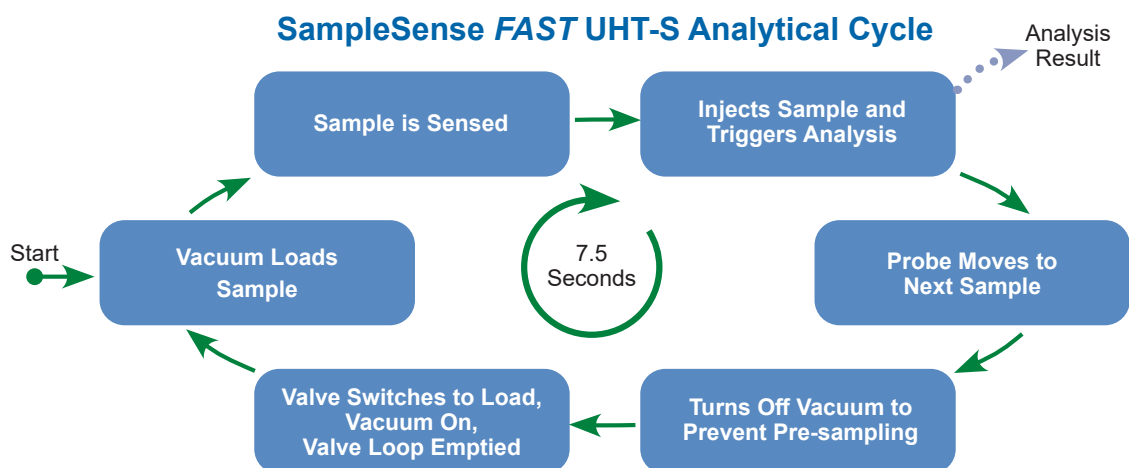 SampleSense FAST UHT-S Analytical Cycle
Analysis
Result
Sample is Sensed
Injects Sample and
Triggers Analysis
Start
Vacuum Loads
Sample
7.5
Seconds
Probe Moves to
Next Sample
Valve Switches to Load,
Vacuum On,
Valve Loop Emptied
Turns Off Vacuum to
Prevent Pre-sampling